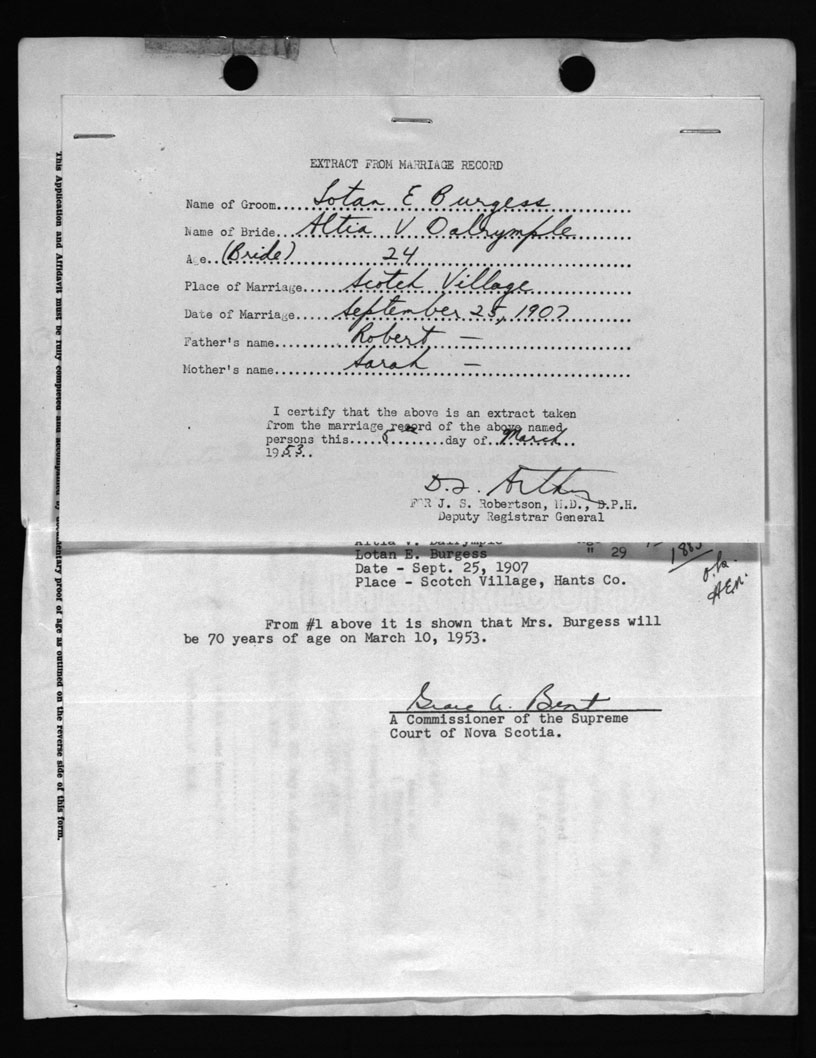 EXTRACT FROM MARRIAGE RECORD
Name of Groom....Lotan E Burgess
Name of Bride...Altia V Dalrymple
A e..(Bride) 24
Place of Marriage.....Scotch Village
Date of Marriage.....September 25, 1907
Father's name..........Robert —
Mother's name..........Sarah —
I certify that the above is an extract taken
from the marriage record of the above named
persons this.....5........day of..March...
1953..
D.J. Arthur
FOR J. S. Robertson, M.D., D.P.H.
Deputy Registrar General
Altia V. Dalrymple
Lotan E. Burgess " 29
1883
Date - Sept. 25, 1907
Place - Scotch Village, Hants Co.
o.k.
From #1 above it is shown that Mrs. Burgess will
be 70 years of age on March 10, 1953.
Grace A. Bent
A Commissioner of the Supreme
Court of Nova Scotia.
This Application and Affidavit must be fully completed and accompanied by documentary proof of age as outlined on the reverse side of this form.